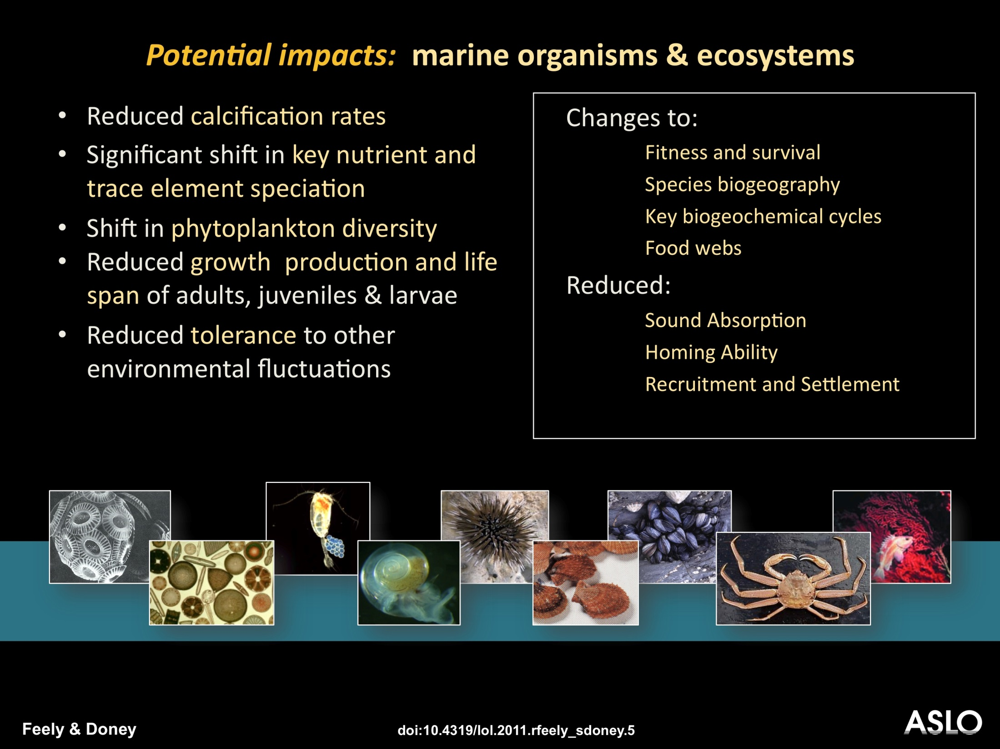 Potential impacts: marine organisms & ecosystems
• Reduced calcification rates
• Significant shift in key nutrient and
trace element speciation
• Shift in phytoplankton diversity
• Reduced growth  production and life
span of adults, juveniles & larvae
• Reduced tolerance to other
environmental fluctuations
Changes to:
Fitness and survival
Species biogeography
Key biogeochemical cycles
Food webs
Reduced:
Sound Absorption
Homing Ability
Recruitment and Settlement
Feely & Doney
doi:10.4319/lol.2011.rfeely_sdoney.5
ASLO